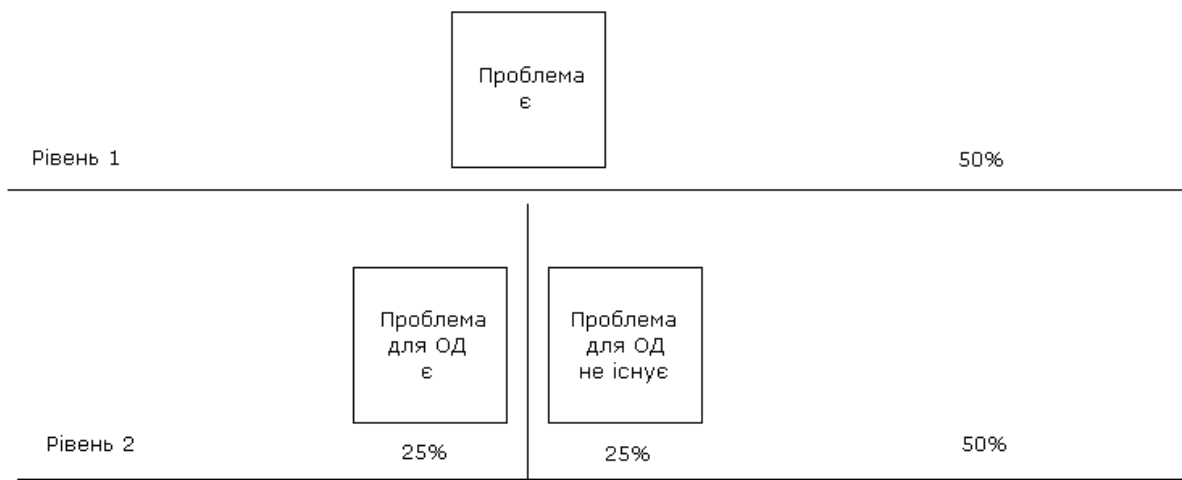 Проблема
є
Рівень 1
50%
Проблема
для ОД
є
Проблема
для ОД
не існує
Рівень 2
25%
25%
50%